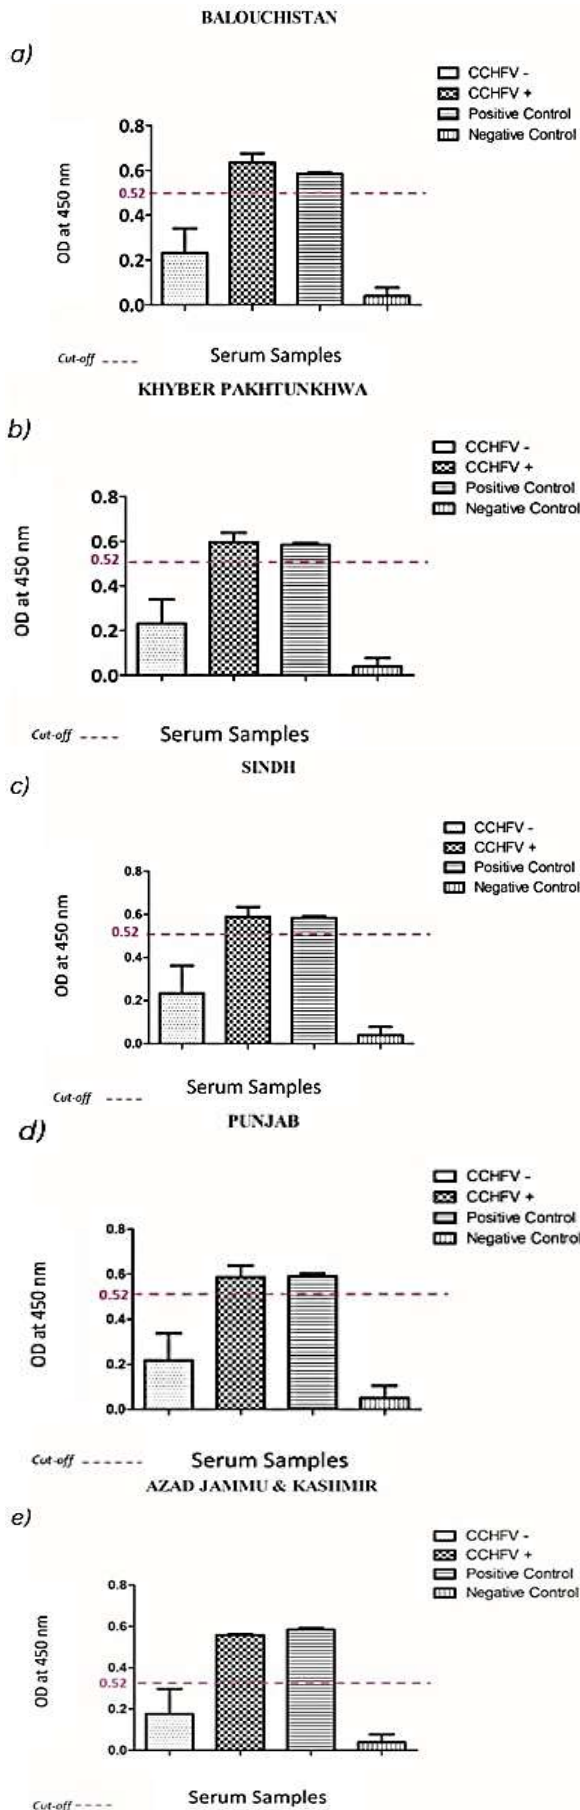 BALOUCHISTAN
a)
CCHFV -
CCHFV +
Positive Control
Negative Control
0.8
0.6
0.52
0.4
0.2
0.0
OD at 450 nm
Serum Samples
Cut-off ----
KHYBER PAKHTUNKHWA
b)
CCHFV -
CCHFV +
Positive Control
Negative Control
0.8
0.6
0.52
0.4
0.2
0.0
OD at 450 nm
Serum Samples
Cut-off ----
SINDH
c)
CCHFV -
CCHFV +
Positive Control
Negative Control
0.8
0.6
0.52
0.4
0.2
0.0
OD at 450 nm
Serum Samples
Cut-off ----
PUNJAB
d)
CCHFV -
CCHFV +
Positive Control
Negative Control
0.8
0.6
0.52
0.4
0.2
0.0
OD at 450 nm
Serum Samples
Cut-off ------
AZAD JAMMU & KASHMIR
e)
CCHFV -
CCHFV +
Positive Control
Negative Control
0.8
0.6
0.4
0.52
0.2
0.0
OD at 450 nm
Serum Samples
Cut-off ------